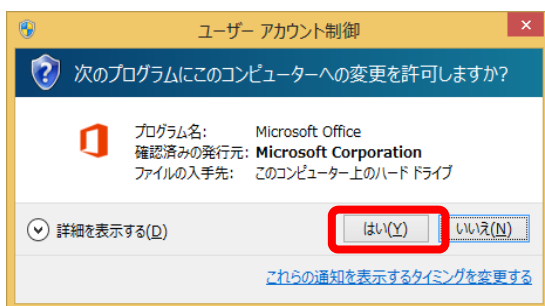 ユーザー アカウント制御
次のプログラムにこのコンピューターへの変更を許可しますか?
プログラム名: Microsoft Office
確認済みの発行元: Microsoft Corporation
ファイルの入手先: このコンピューター上のハード ドライブ
詳細を表示する(D) はい(Y) いいえ(N)
これらの通知を表示するタイミングを変更する